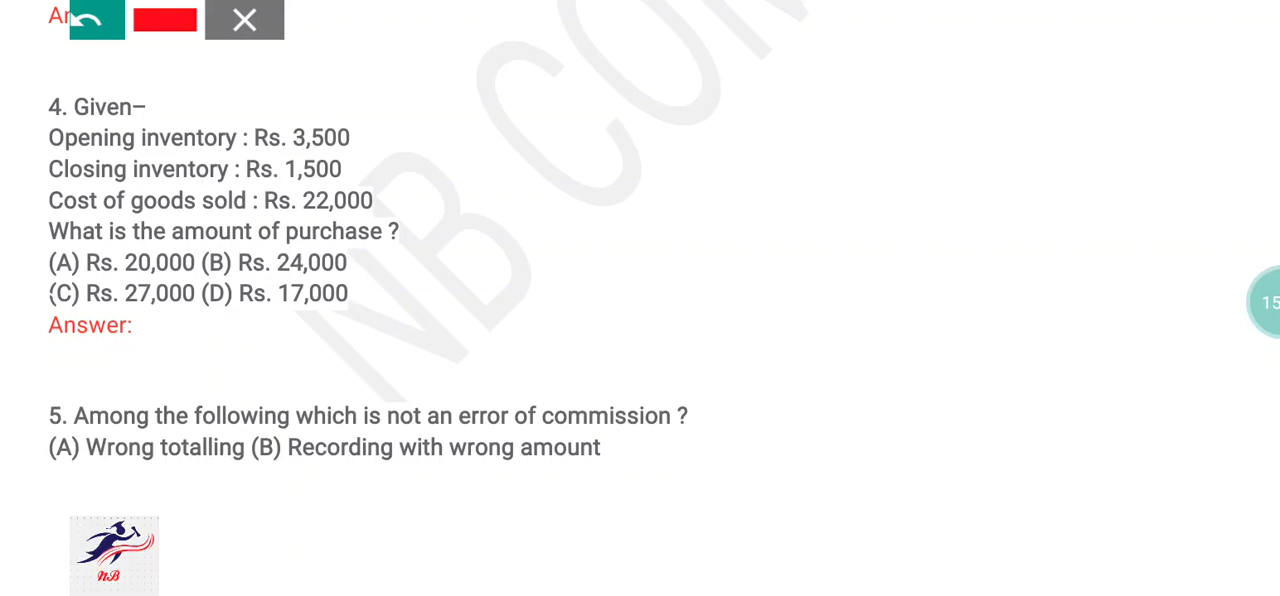 4. Given–
Opening inventory : Rs. 3,500
Closing inventory : Rs. 1,500
Cost of goods sold : Rs. 22,000
What is the amount of purchase ?
(A) Rs. 20,000 (B) Rs. 24,000
(C) Rs. 27,000 (D) Rs. 17,000
15
Answer:
5. Among the following which is not an error of commission ?
(A) Wrong totalling (B) Recording with wrong amount
NB